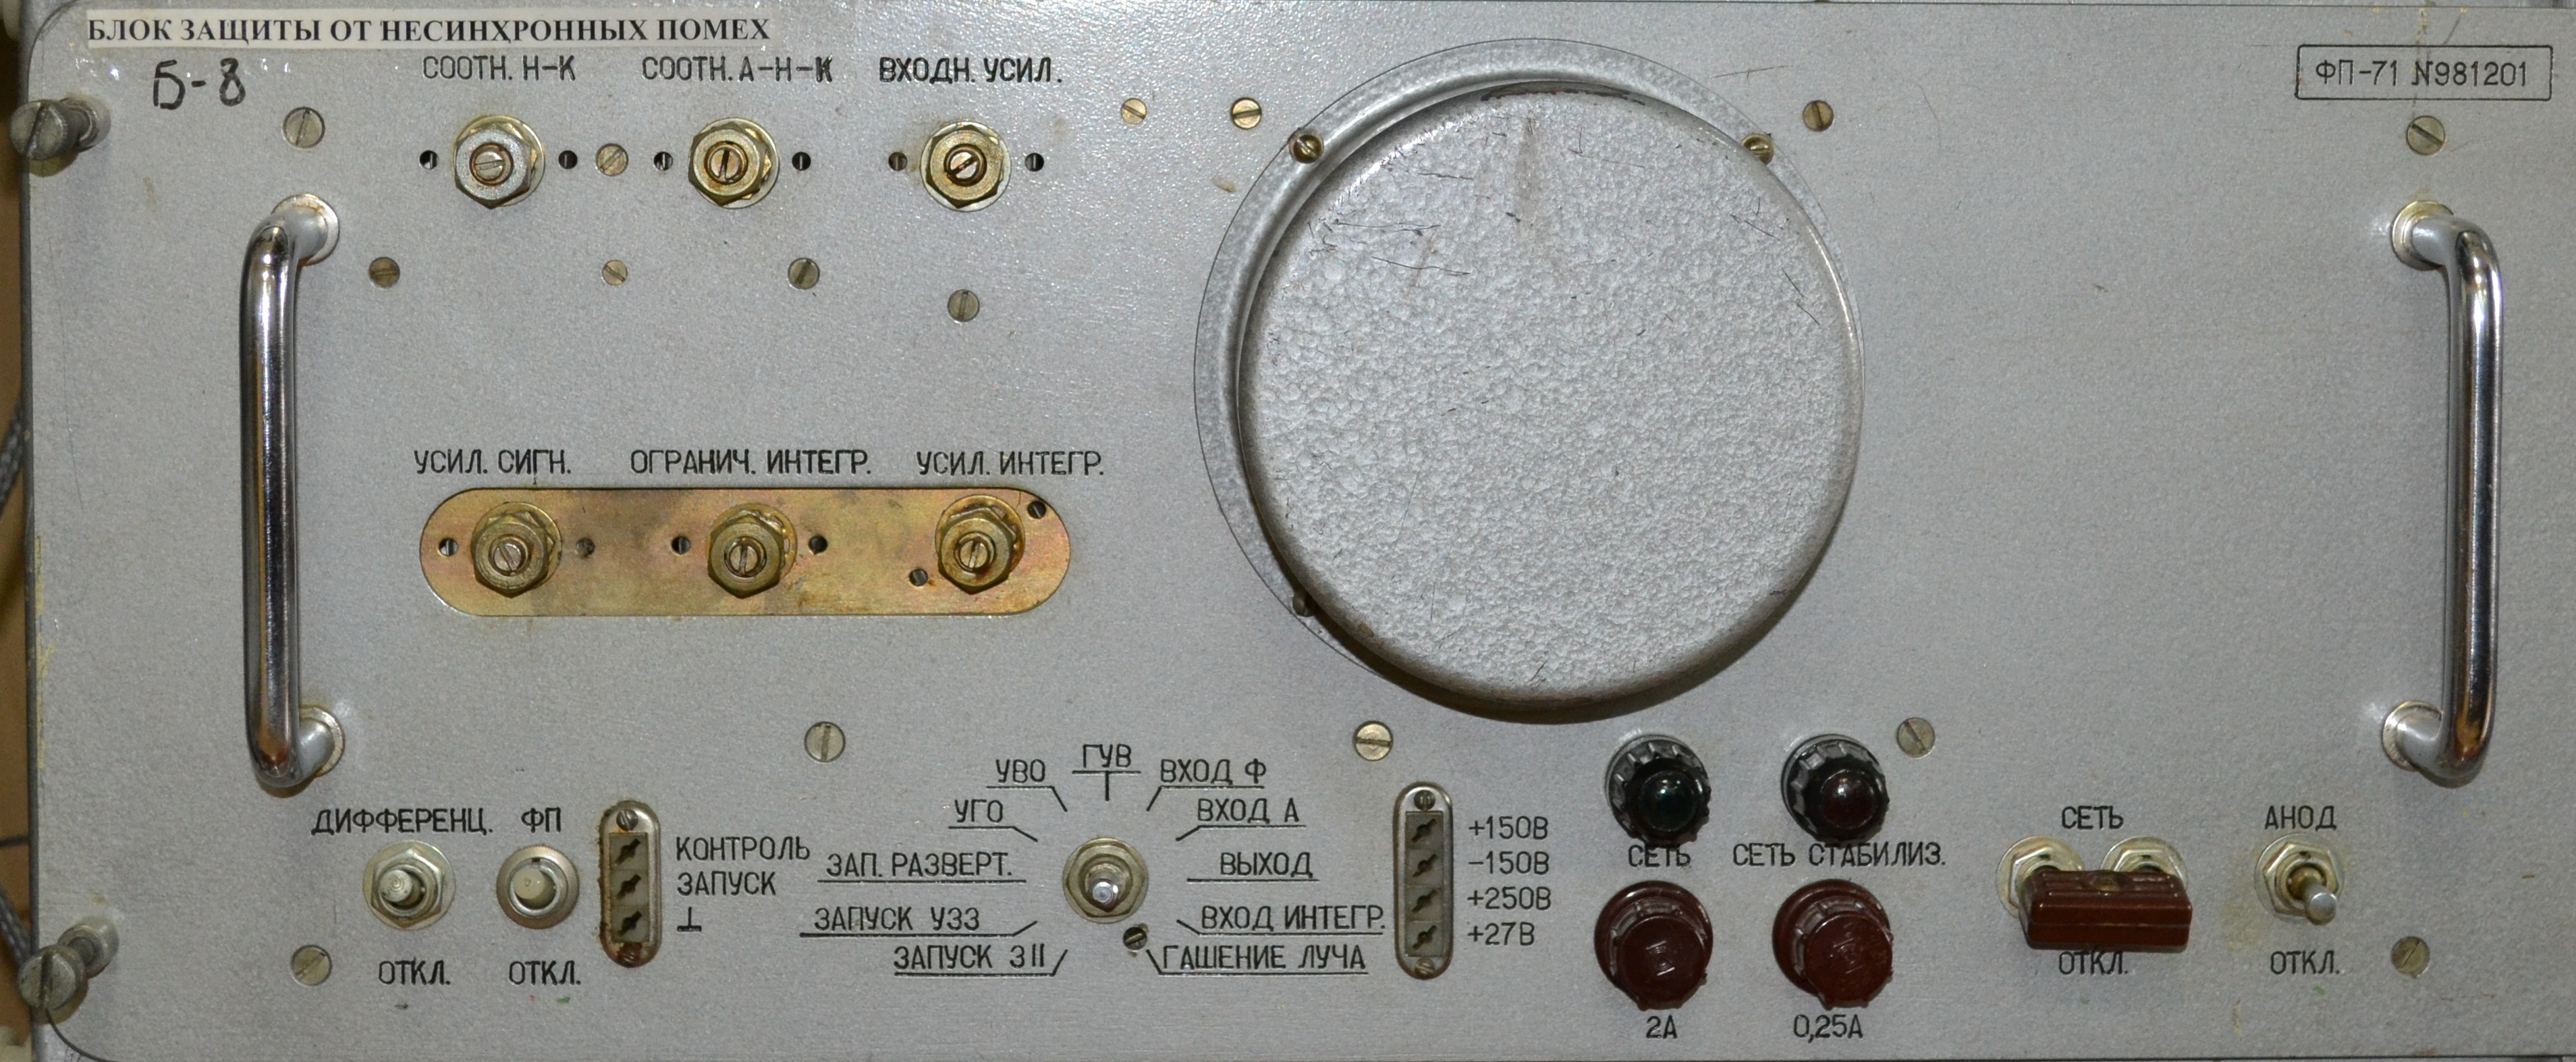 БЛОК ЗАЩИТЫ ОТ НЕСИНХРОННЫХ ПОМЕХ
Б-8
СООТН. Н-К
СООТН. А-Н-К
ВХОДН. УСИЛ.
ФП-71 N981201
УСИЛ. СИГН.
ОГРАНИЧ. ИНТЕГР.
УСИЛ. ИНТЕГР.
ДИФФЕРЕНЦ.
ОТКЛ.
ФП
ОТКЛ.
КОНТРОЛЬ
ЗАПУСК
⊥
ГУВ
УВО
УГО
ЗАП. РАЗВЕРТ.
ЗАПУСК УЗЗ
ЗАПУСК З II
ВХОД Ф
ВХОД А
ВЫХОД
ВХОД ИНТЕГР.
ГАШЕНИЕ ЛУЧА
+150В
-150В
+250В
+27В
СЕТЬ
2А
СЕТЬ СТАБИЛИЗ.
0,25А
СЕТЬ
ОТКЛ.
АНОД
ОТКЛ.